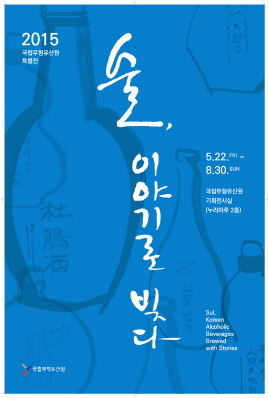 2015
국립무형유산원
특별전
술,
이야기로
빚다
5.22.FRI –
8.30.SUN
국립무형유산원
기획전시실
(누리마루 2층)
杜鵑酒
Sul,
Korean
Alcoholic
Beverages
Brewed
with Stories
국립무형유산원